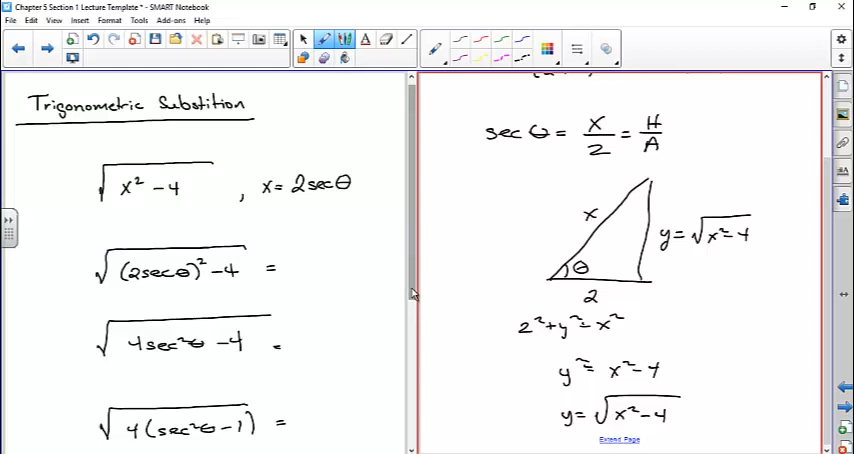 Chapter 5 Section 1 Lecture Template * - SMART Notebook
File Edit View Insert Format Tools Add-ons Help
Trigonometric Substition
√(x² - 4) , x = 2secθ
√((2secθ)² - 4) =
√(4sec²θ - 4) =
√(4(sec²θ - 1)) =
sec θ = x/2 = H/A
x
y = √(x² - 4)
θ
2
2² + y² = x²
y² = x² - 4
y = √(x² - 4)
Extend Page